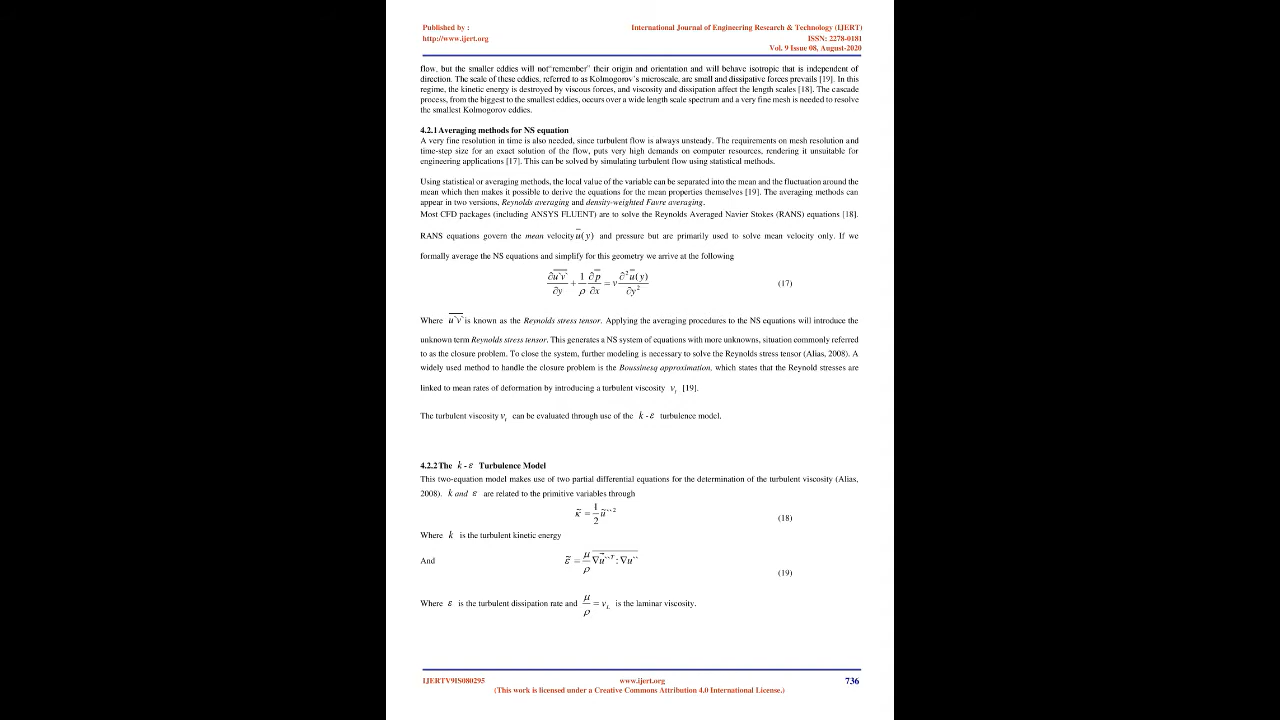 Published by :
International Journal of Engineering Research & Technology (IJERT)
http://www.ijert.org
ISSN: 2278-0181
Vol. 9 Issue 08, August-2020
flow, but the smaller eddies will not“remember” their origin and orientation and will behave isotropic that is independent of
direction. The scale of these eddies, referred to as Kolmogorov’s microscale, are small and dissipative forces prevails [19]. In this
regime, the kinetic energy is destroyed by viscous forces, and viscosity and dissipation affect the length scales [18]. The cascade
process, from the biggest to the smallest eddies, occurs over a wide length scale spectrum and a very fine mesh is needed to resolve
the smallest Kolmogorov eddies.
4.2.1 Averaging methods for NS equation
A very fine resolution in time is also needed, since turbulent flow is always unsteady. The requirements on mesh resolution and
time-step size for an exact solution of the flow, puts very high demands on computer resources, rendering it unsuitable for
engineering applications [17]. This can be solved by simulating turbulent flow using statistical methods.
Using statistical or averaging methods, the local value of the variable can be separated into the mean and the fluctuation around the
mean which then makes it possible to derive the equations for the mean properties themselves [19]. The averaging methods can
appear in two versions, Reynolds averaging and density-weighted Favre averaging.
Most CFD packages (including ANSYS FLUENT) are to solve the Reynolds Averaged Navier Stokes (RANS) equations [18].
RANS equations govern the mean velocity u̅(y) and pressure but are primarily used to solve mean velocity only. If we
formally average the NS equations and simplify for this geometry we arrive at the following
∂u`v`/∂y + 1/ρ ∂p̅/∂x = ν ∂²u̅(y)/∂y² (17)
Where u`v` is known as the Reynolds stress tensor. Applying the averaging procedures to the NS equations will introduce the
unknown term Reynolds stress tensor. This generates a NS system of equations with more unknowns, situation commonly referred
to as the closure problem. To close the system, further modeling is necessary to solve the Reynolds stress tensor (Alias, 2008). A
widely used method to handle the closure problem is the Boussinesq approximation, which states that the Reynold stresses are
linked to mean rates of deformation by introducing a turbulent viscosity νt [19].
The turbulent viscosity νt can be evaluated through use of the k - ε turbulence model.
4.2.2 The k - ε Turbulence Model
This two-equation model makes use of two partial differential equations for the determination of the turbulent viscosity (Alias,
2008). k and ε are related to the primitive variables through
κ̃ = 1/2 ũ``² (18)
Where k is the turbulent kinetic energy
And ε̃ = μ/ρ ∇u``ᵀ : ∇u`` (19)
Where ε is the turbulent dissipation rate and μ/ρ = νL is the laminar viscosity.
IJERTV9IS080295
www.ijert.org
736
(This work is licensed under a Creative Commons Attribution 4.0 International License.)